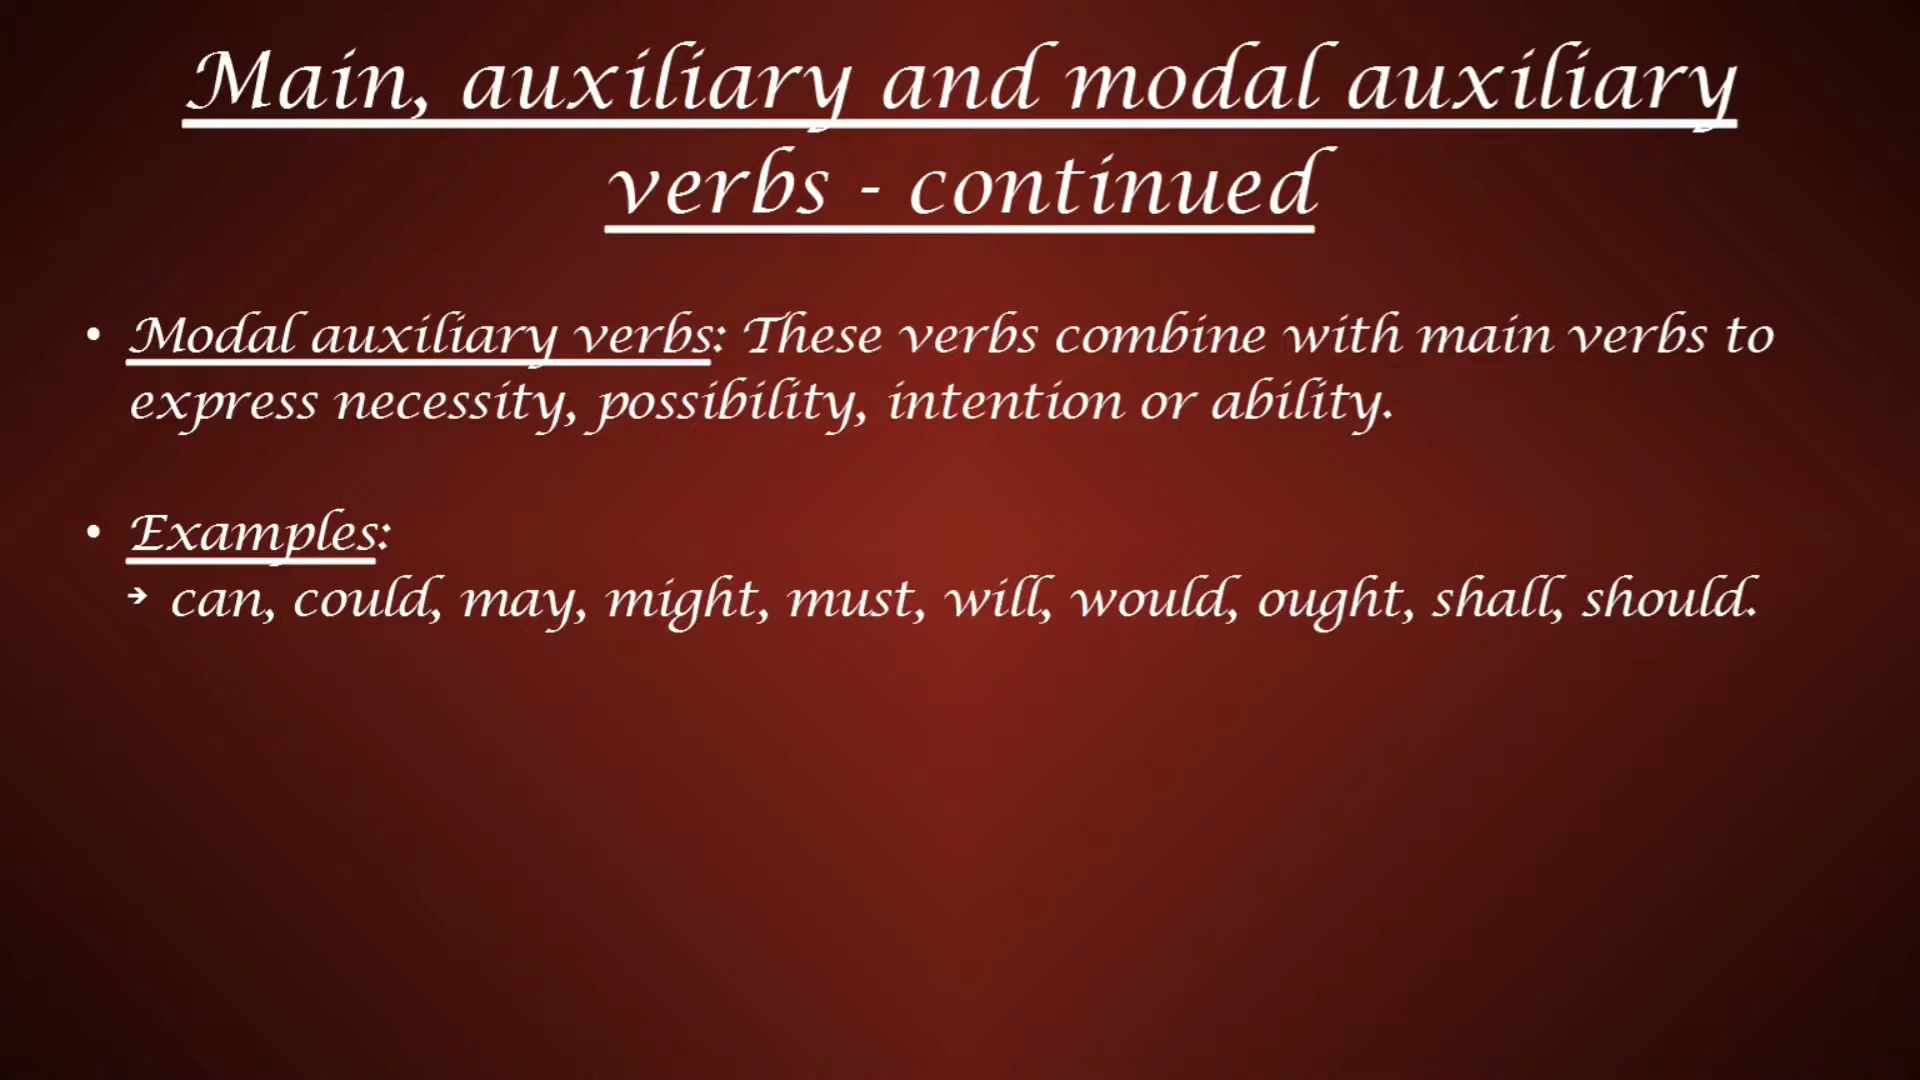 Main, auxiliary and modal auxiliary
verbs - continued
• Modal auxiliary verbs: These verbs combine with main verbs to
express necessity, possibility, intention or ability.
• Examples:
➔ can, could, may, might, must, will, would, ought, shall, should.